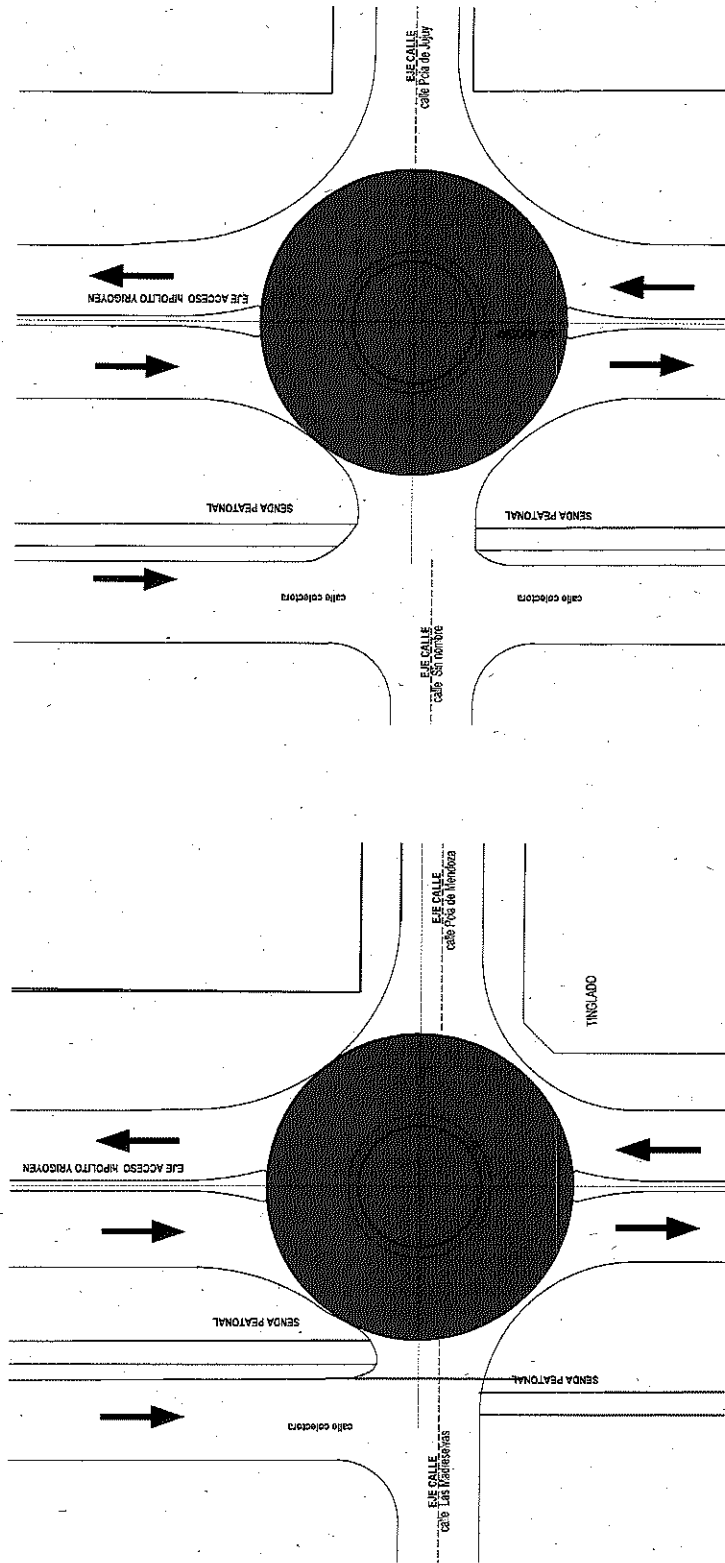 EJE CALLE
calle Pcia de Jujuy
EJE ACCESO HIPOLITO YRIGOYEN
SENDA PEATONAL
SENDA PEATONAL
calle colectora
calle colectora
EJE CALLE
calle Sin nombre
EJE CALLE
calle Pcia de Mendoza
TINGLADO
EJE ACCESO HIPOLITO YRIGOYEN
SENDA PEATONAL
SENDA PEATONAL
calle colectora
EJE CALLE
calle Las Madreselvas